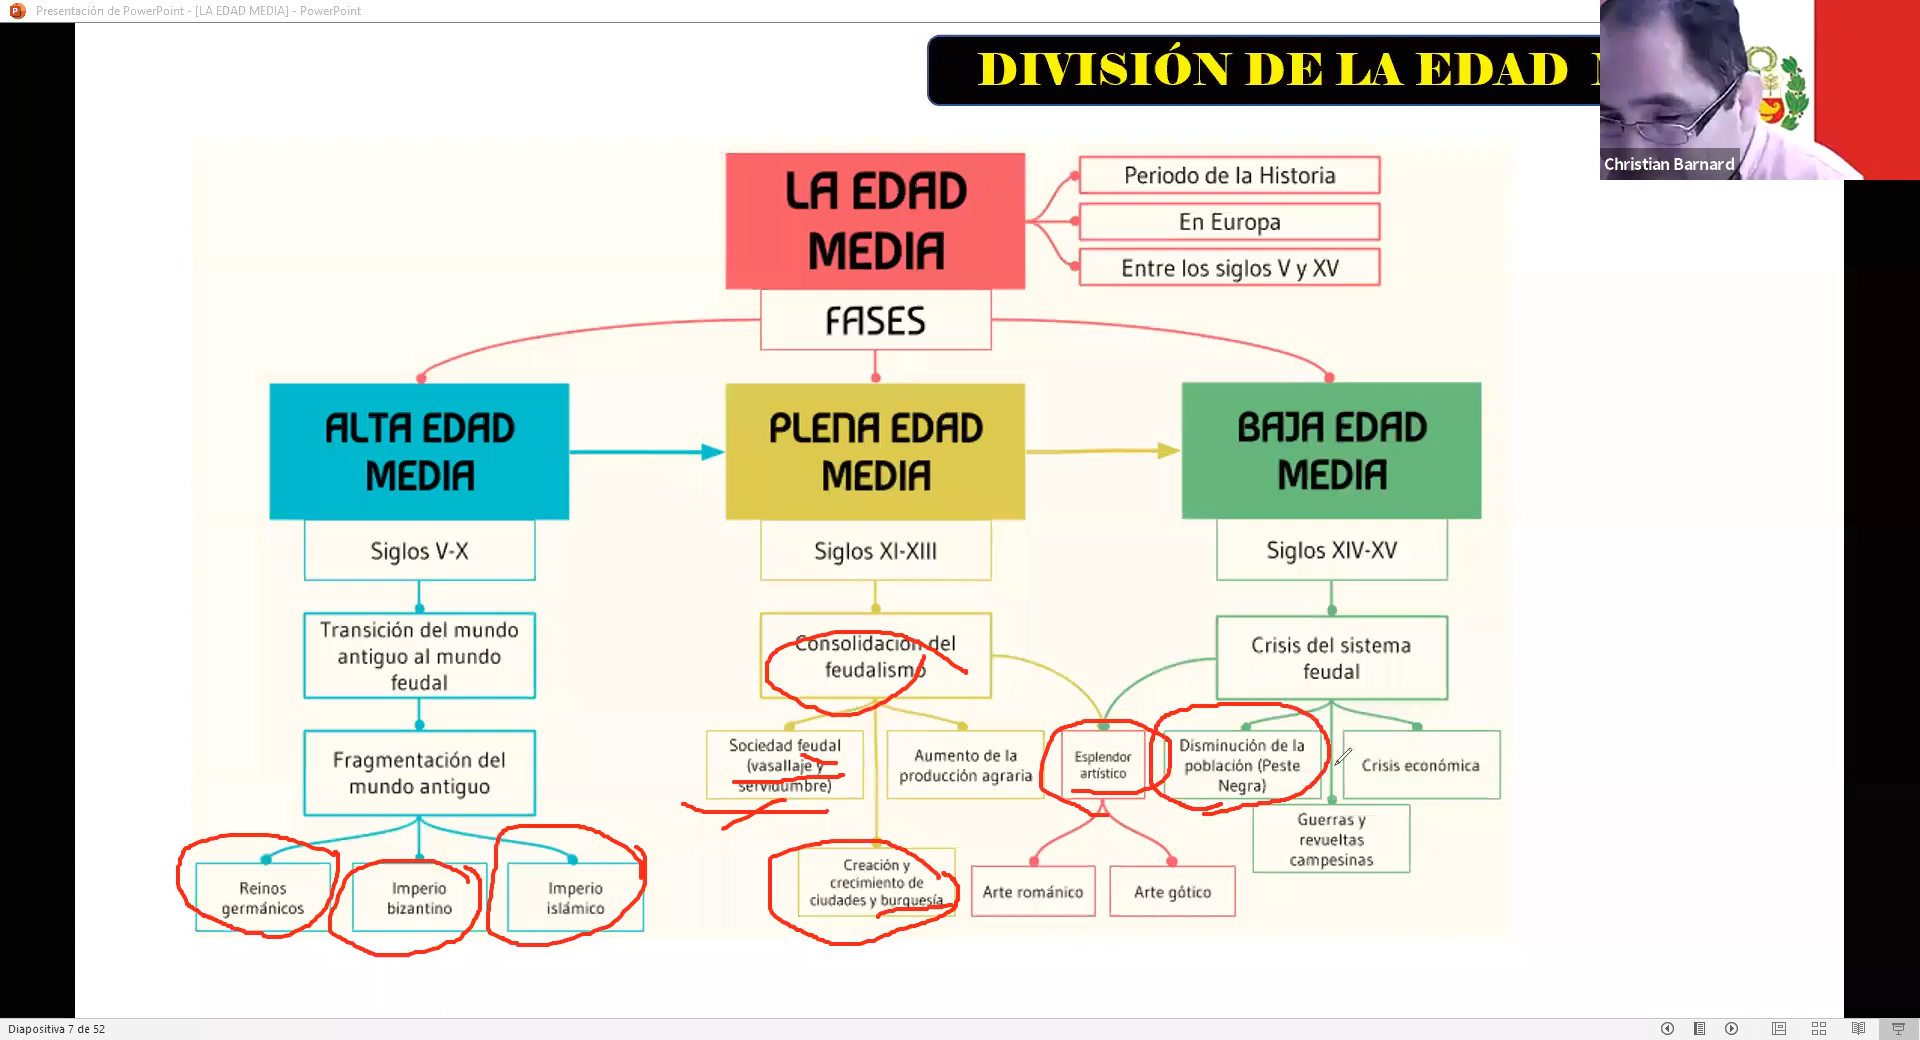 Presentación de PowerPoint - [LA EDAD MEDIA] - PowerPoint
DIVISIÓN DE LA EDAD
Christian Barnard
LA EDAD
MEDIA
Periodo de la Historia
En Europa
Entre los siglos V y XV
FASES
ALTA EDAD
MEDIA
PLENA EDAD
MEDIA
BAJA EDAD
MEDIA
Siglos V-X
Siglos XI-XIII
Siglos XIV-XV
Transición del mundo
antiguo al mundo
feudal
Consolidación del
feudalismo
Crisis del sistema
feudal
Fragmentación del
mundo antiguo
Sociedad feudal
(vasallaje y
servidumbre)
Aumento de la
producción agraria
Esplendor
artístico
Disminución de la
población (Peste
Negra)
Crisis económica
Guerras y
revueltas
campesinas
Reinos
germánicos
Imperio
bizantino
Imperio
islámico
Creación y
crecimiento de
ciudades y burguesía
Arte románico
Arte gótico
Diapositiva 7 de 52